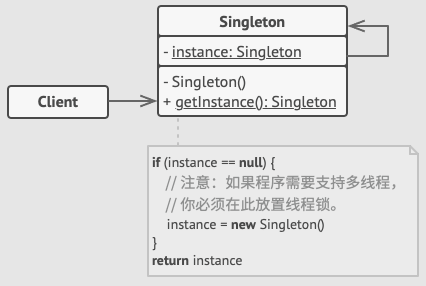 Singleton
- instance: Singleton
- Singleton()
+ getInstance(): Singleton
Client
if (instance == null) {
// 注意：如果程序需要支持多线程，
// 你必须在此放置线程锁。
instance = new Singleton()
}
return instance